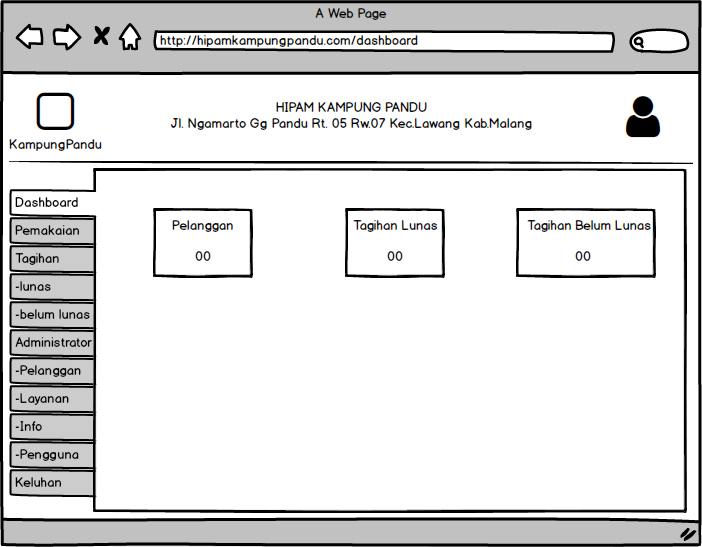 A Web Page
http://hipamkampungpandu.com/dashboard
HIPAM KAMPUNG PANDU
Jl. Ngamarto Gg Pandu Rt. 05 Rw.07 Kec.Lawang Kab.Malang
KampungPandu
Dashboard
Pemakaian
Tagihan
-lunas
-belum lunas
Administrator
-Pelanggan
-Layanan
-Info
-Pengguna
Keluhan
Pelanggan
00
Tagihan Lunas
00
Tagihan Belum Lunas
00